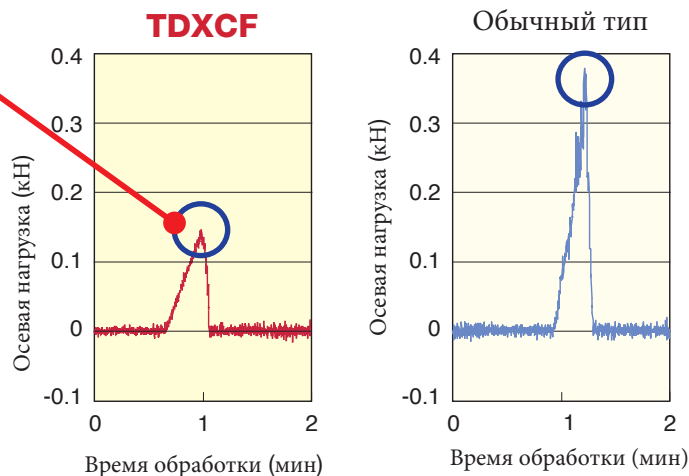 TDXCF
Осевая нагрузка (кН)
0.4
0.3
0.2
0.1
0
-0.1
0 1 2
Время обработки (мин)
Обычный тип
Осевая нагрузка (кН)
0.4
0.3
0.2
0.1
0
-0.1
0 1 2
Время обработки (мин)